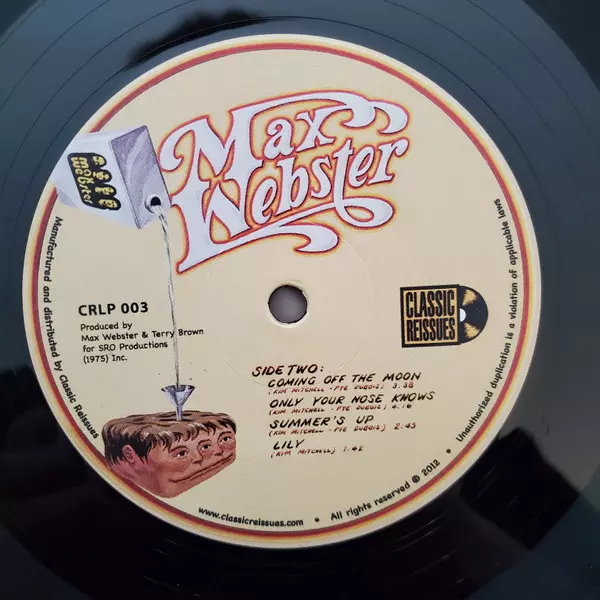 Max
Webster
max
webster
Manufactured and distributed by Classic Reissues
CRLP 003
Produced by
Max Webster & Terry Brown
for SRO Productions
(1975) Inc.
CLASSIC
REISSUES
SIDE TWO:
COMING OFF THE MOON
(KIM MITCHELL - PYE DUBOIS) 3.38
ONLY YOUR NOSE KNOWS
(KIM MITCHELL - PYE DUBOIS) 4.16
SUMMER'S UP
(KIM MITCHELL - PYE DUBOIS) 2:45
LILY
(KIM MITCHELL) 7:42
www.classicreissues.com • All rights reserved © 2012 • Unauthorized duplication is a violation of applicable laws